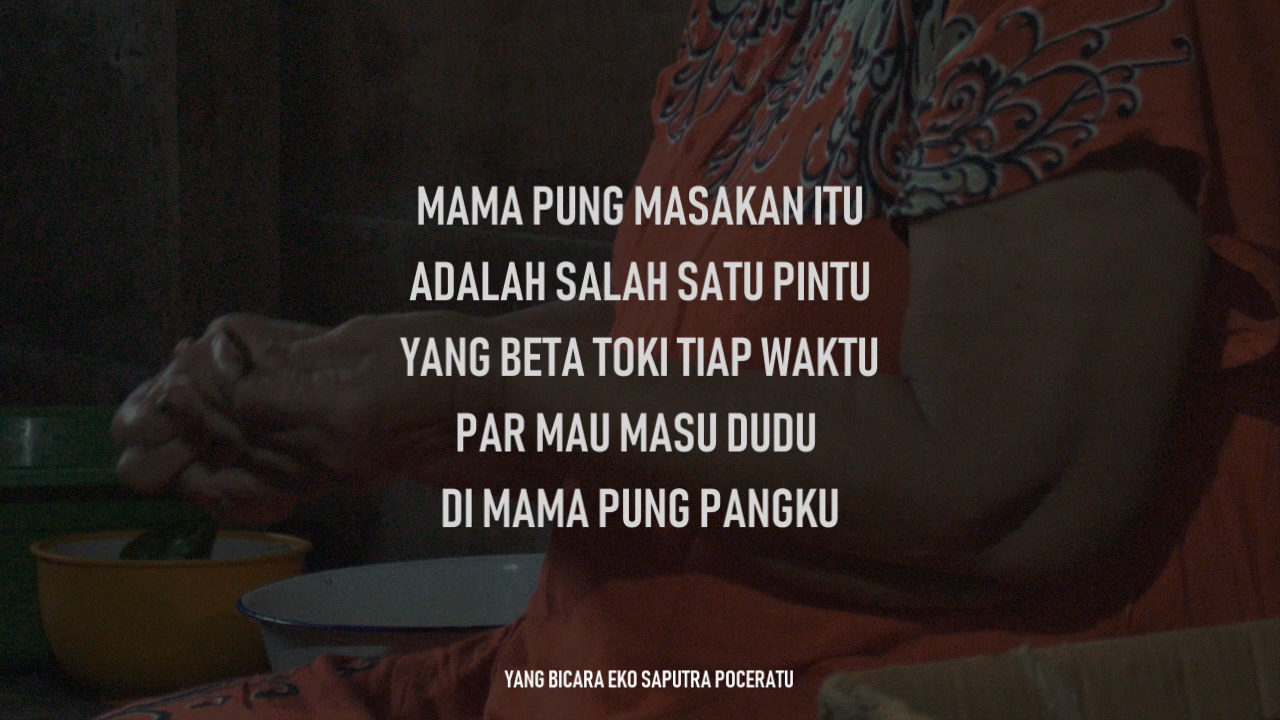 MAMA PUNG MASAKAN ITU
ADALAH SALAH SATU PINTU
YANG BETA TOKI TIAP WAKTU
PAR MAU MASU DUDU
DI MAMA PUNG PANGKU
YANG BICARA EKO SAPUTRA POCERATU